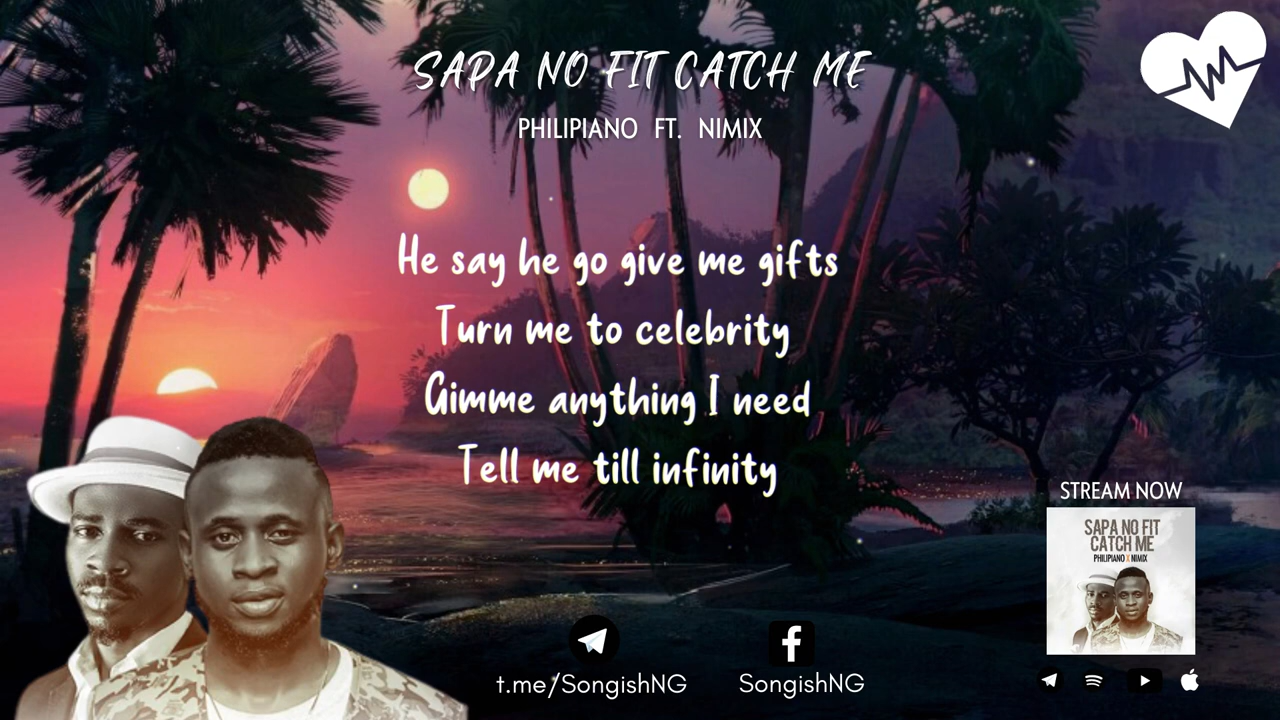 SAPA NO FIT CATCH ME
PHILIPIANO FT. NIMIX
He say he go give me gifts
Turn me to celebrity
Gimme anything I need
Tell me till infinity
STREAM NOW
SAPA NO FIT
CATCH ME
PHILIPIANO X NIMIX
t.me/SongishNG
SongishNG